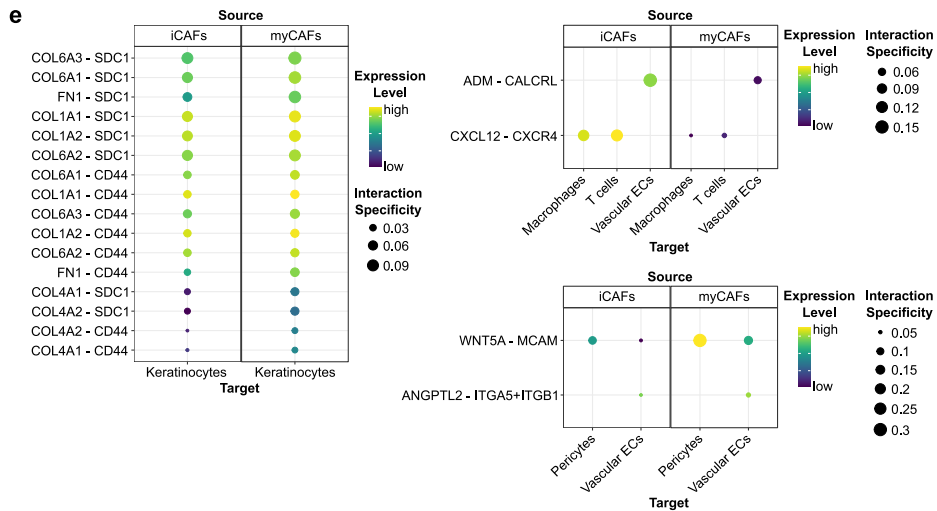 e
Source
iCAFs myCAFs
COL6A3 - SDC1
COL6A1 - SDC1
FN1 - SDC1
COL1A1 - SDC1
COL1A2 - SDC1
COL6A2 - SDC1
COL6A1 - CD44
COL1A1 - CD44
COL6A3 - CD44
COL1A2 - CD44
COL6A2 - CD44
FN1 - CD44
COL4A1 - SDC1
COL4A2 - SDC1
COL4A2 - CD44
COL4A1 - CD44
Keratinocytes Keratinocytes
Target
Expression
Level
high
low
Interaction
Specificity
0.03
0.06
0.09
Source
iCAFs myCAFs
ADM - CALCRL
CXCL12 - CXCR4
Macrophages
T cells
Vascular ECs
Macrophages
T cells
Vascular ECs
Target
Expression
Level
high
low
Interaction
Specificity
0.06
0.09
0.12
0.15
Source
iCAFs myCAFs
WNT5A - MCAM
ANGPTL2 - ITGA5+ITGB1
Pericytes
Vascular ECs
Pericytes
Vascular ECs
Target
Expression
Level
high
low
Interaction
Specificity
0.05
0.1
0.15
0.2
0.25
0.3